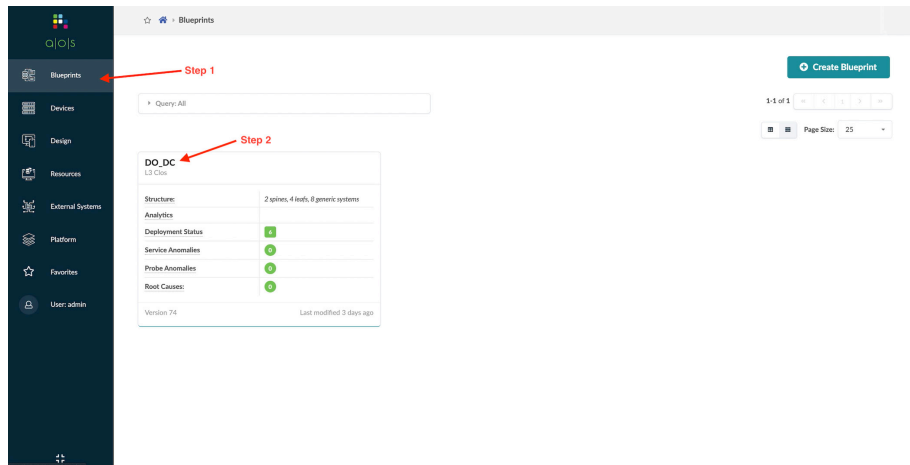 Blueprints
a|o|s
Step 1
Create Blueprint
Blueprints
Devices
Query: All
1-1 of 1
1
Page Size: 25
Design
Step 2
DO_DC
L3 Clos
Resources
Structure:
2 spines, 4 leafs, 8 generic systems
External Systems
Analytics
Deployment Status
6
Platform
Service Anomalies
0
Probe Anomalies
0
Favorites
Root Causes:
0
User: admin
Version 74
Last modified 3 days ago